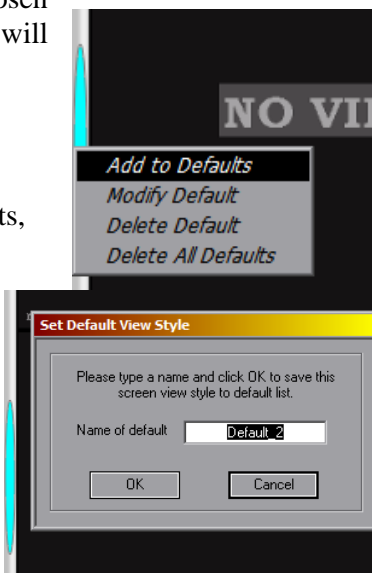 will
NO
Add to Defaults
Modify Default
Delete Default
Delete All Defaults
Set Default View Style
Please type a name and click OK to save this
screen view style to default list.
Name of default Default_2
OK Cancel